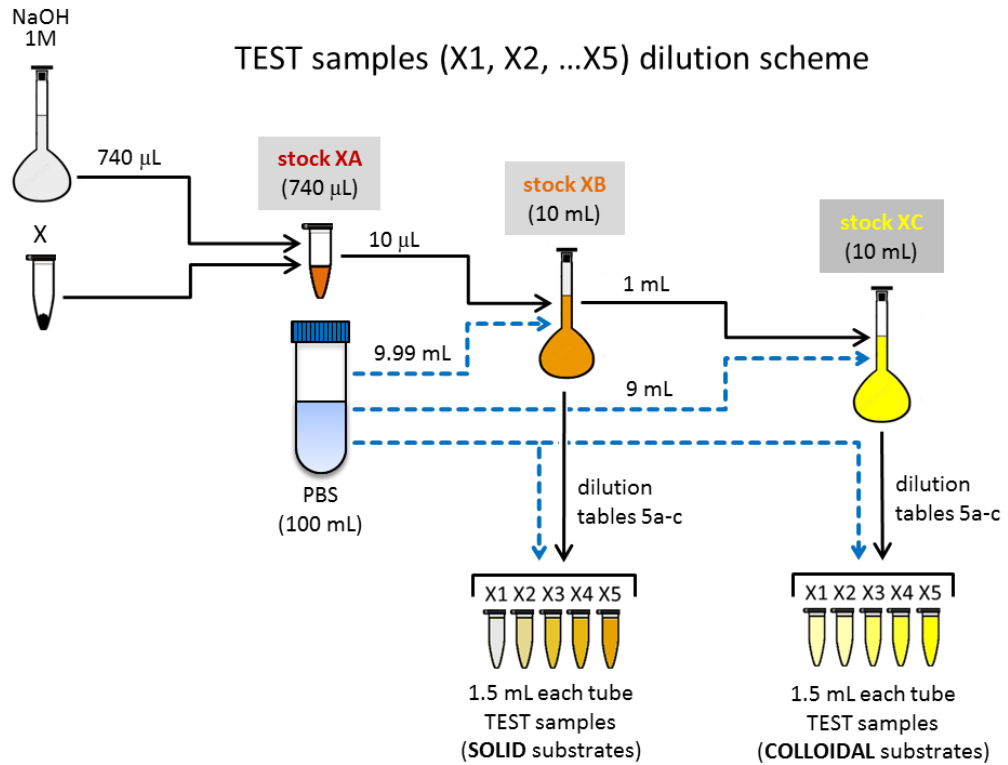 NaOH
1M
TEST samples (X1, X2, ...X5) dilution scheme
740 µL
stock XA
(740 µL)
stock XB
(10 mL)
stock XC
(10 mL)
X
10 µL
1 mL
9.99 mL
9 mL
PBS
(100 mL)
dilution
tables 5a-c
dilution
tables 5a-c
X1 X2 X3 X4 X5
X1 X2 X3 X4 X5
1.5 mL each tube
TEST samples
(SOLID substrates)
1.5 mL each tube
TEST samples
(COLLOIDAL substrates)